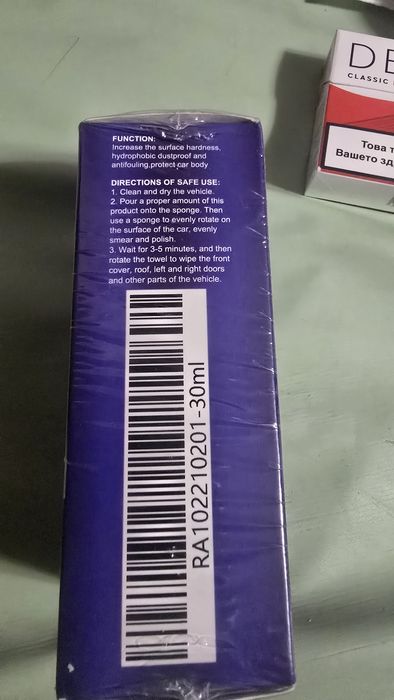 FUNCTION:
Increase the surface hardness,
hydrophobic dustproof and
antifouling,protect car body
DIRECTIONS OF SAFE USE:
1. Clean and dry the vehicle.
2. Pour a proper amount of this
product onto the sponge. Then
use a sponge to evenly rotate on
the surface of the car, evenly
smear and polish.
3. Wait for 3-5 minutes, and then
rotate the towel to wipe the front
cover, roof, left and right doors
and other parts of the vehicle.
RA102210201-30ml
CLASSIC
Това
Вашето